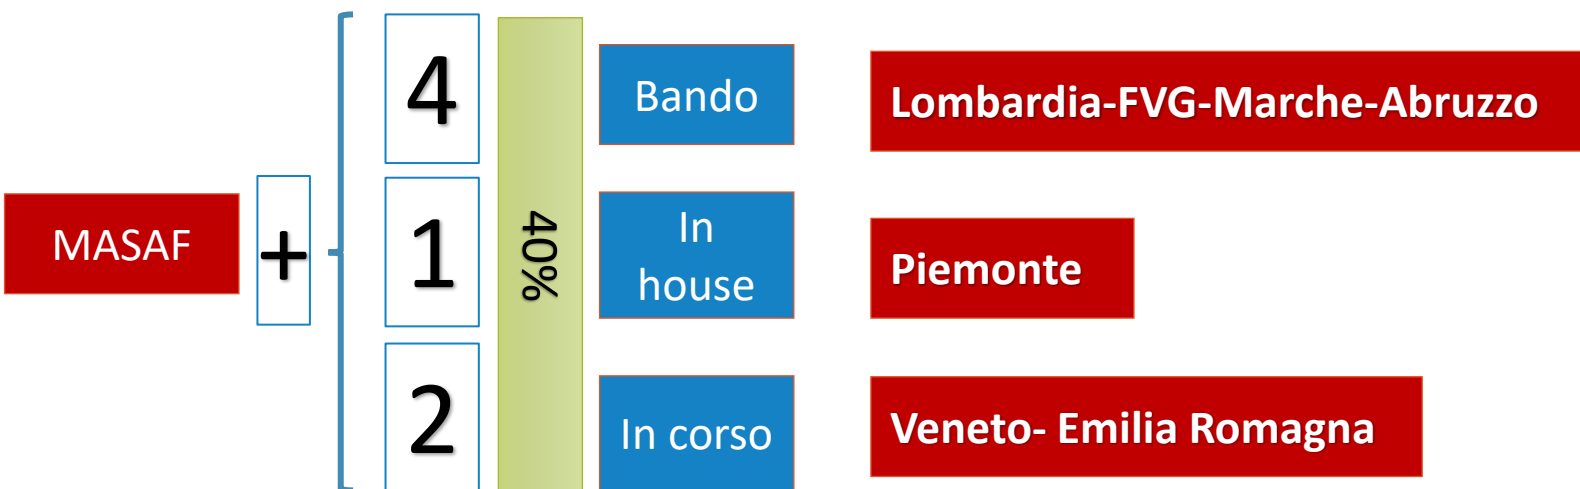 MASAF
+
4
1
2
40%
Bando
In
house
In corso
Lombardia-FVG-Marche-Abruzzo
Piemonte
Veneto- Emilia Romagna